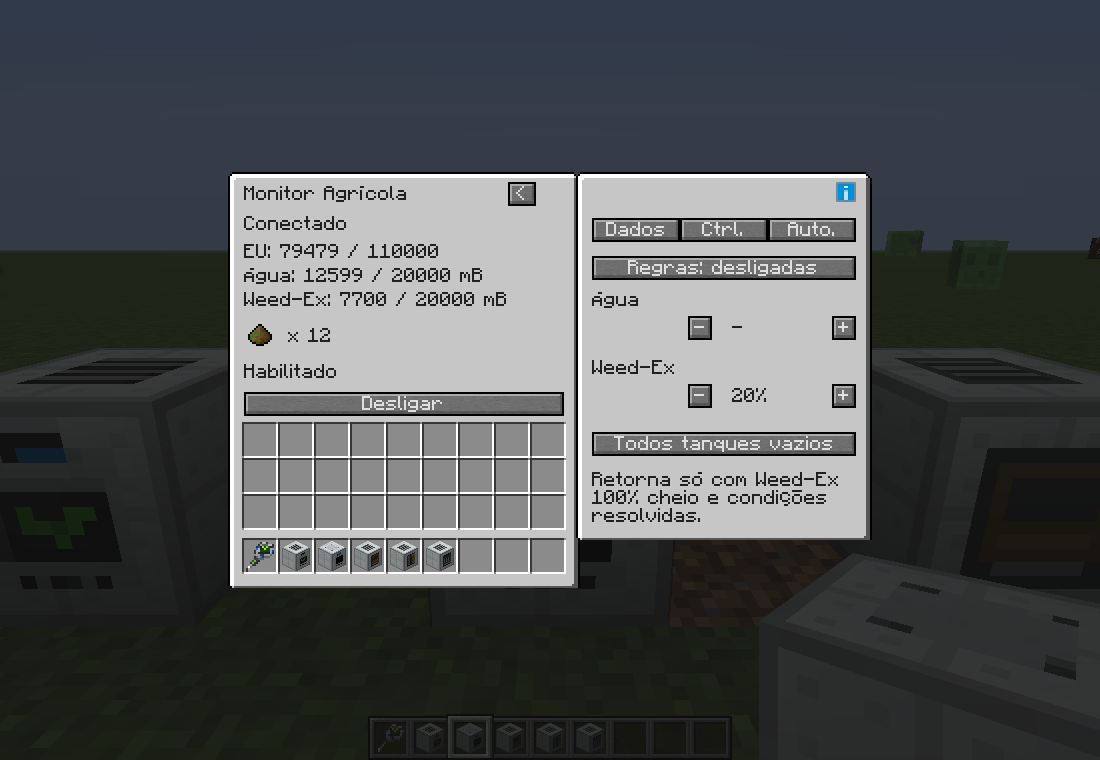 Monitor Agrícola
<
Conectado
EU: 79479 / 110000
Água: 12599 / 20000 mB
Weed-Ex: 7700 / 20000 mB
x 12
Habilitado
Desligar
i
Dados Ctrl. Auto.
Regras: desligadas
Água
- - +
Weed-Ex
- 20% +
Todos tanques vazios
Retorna só com Weed-Ex
100% cheio e condições
resolvidas.